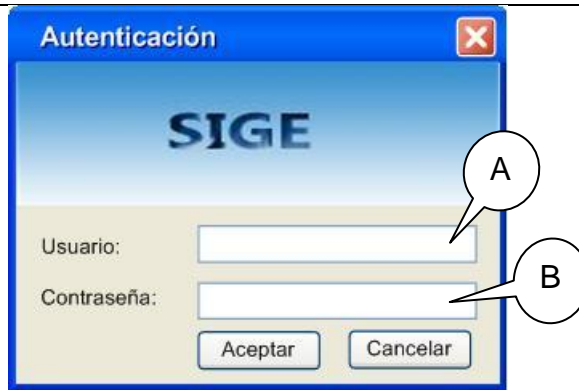 Autenticación
SIGE
A
Usuario:
B
Contraseña:
Aceptar Cancelar